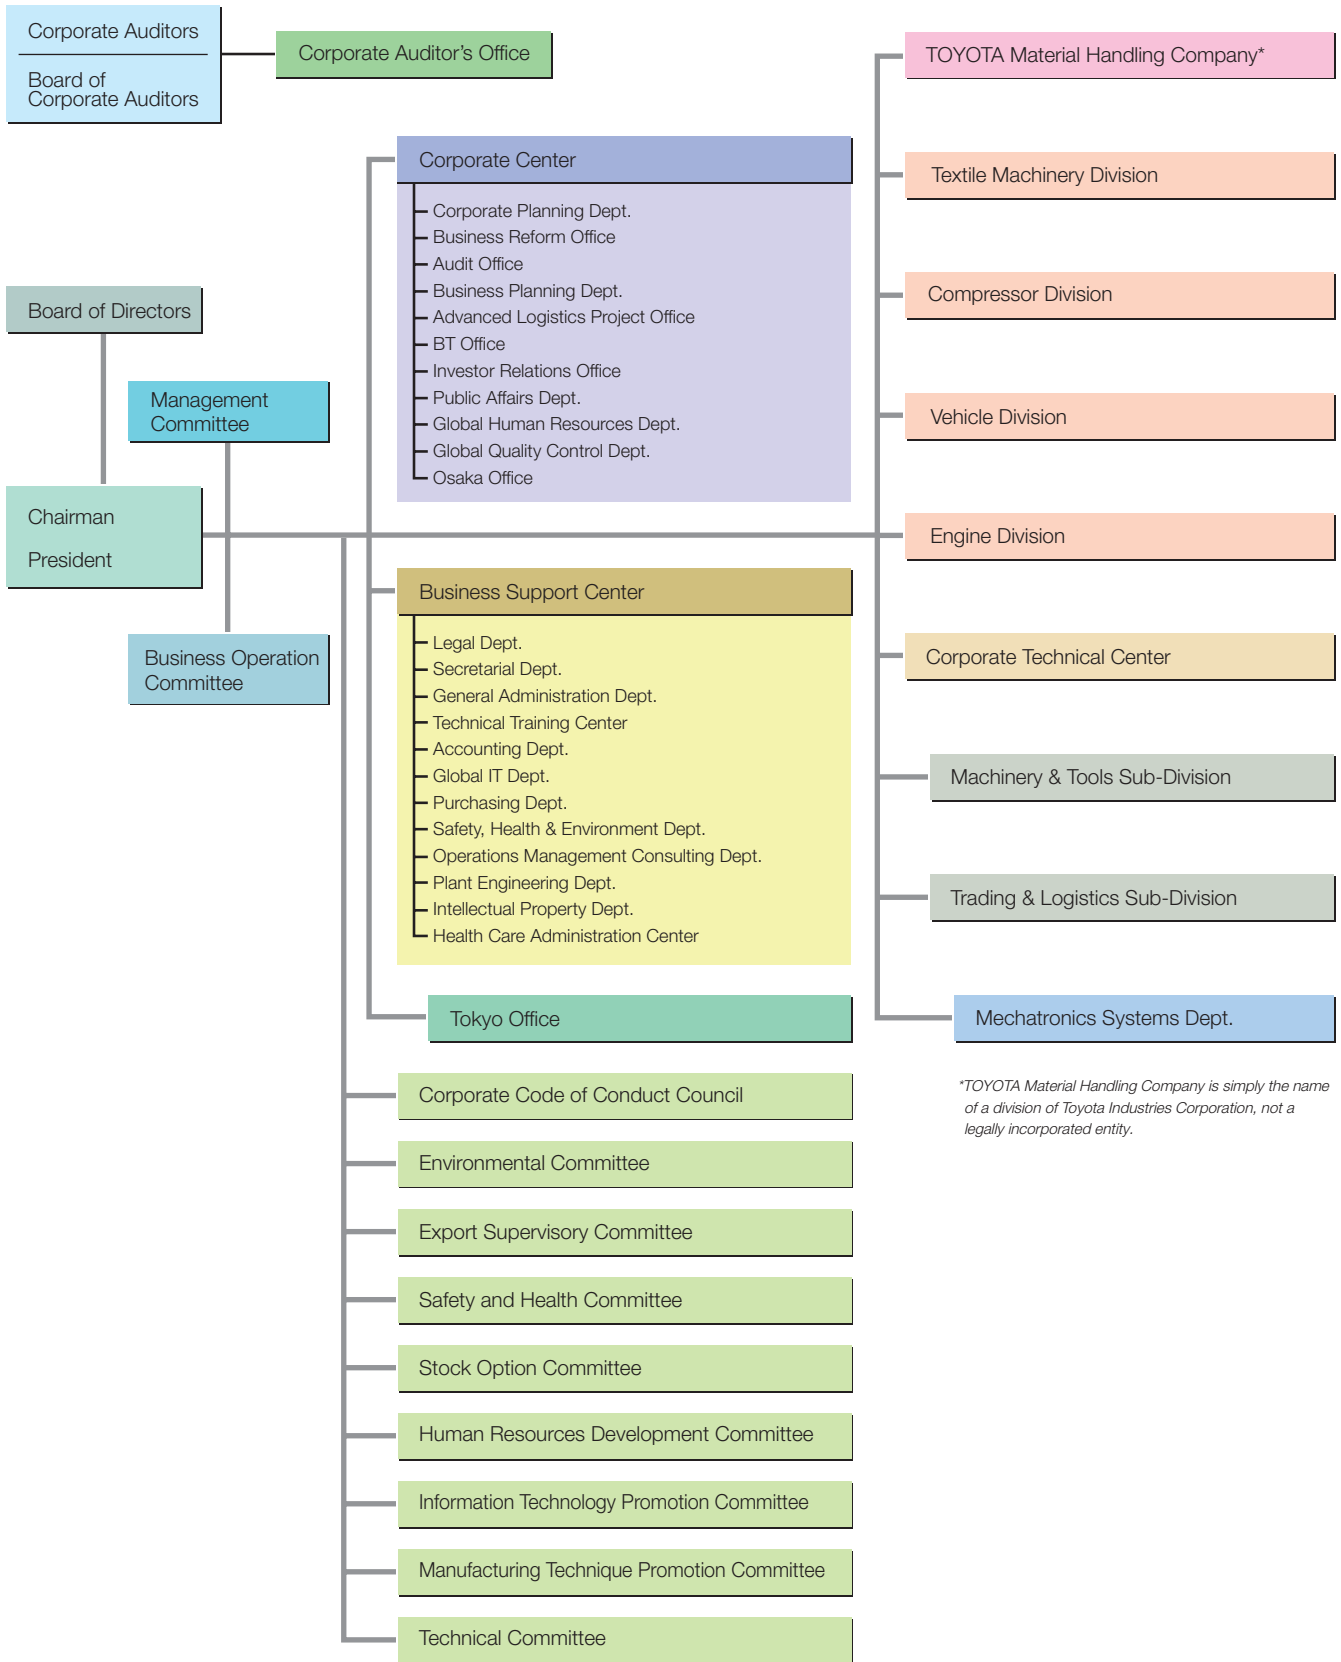 Corporate Auditors
Board of
Corporate Auditors
Corporate Auditor's Office
Board of Directors
Management
Committee
Chairman
President
Business Operation
Committee
Corporate Center
Corporate Planning Dept.
Business Reform Office
Audit Office
Business Planning Dept.
Advanced Logistics Project Office
BT Office
Investor Relations Office
Public Affairs Dept.
Global Human Resources Dept.
Global Quality Control Dept.
Osaka Office
Business Support Center
Legal Dept.
Secretarial Dept.
General Administration Dept.
Technical Training Center
Accounting Dept.
Global IT Dept.
Purchasing Dept.
Safety, Health & Environment Dept.
Operations Management Consulting Dept.
Plant Engineering Dept.
Intellectual Property Dept.
Health Care Administration Center
Tokyo Office
Corporate Code of Conduct Council
Environmental Committee
Export Supervisory Committee
Safety and Health Committee
Stock Option Committee
Human Resources Development Committee
Information Technology Promotion Committee
Manufacturing Technique Promotion Committee
Technical Committee
TOYOTA Material Handling Company*
Textile Machinery Division
Compressor Division
Vehicle Division
Engine Division
Corporate Technical Center
Machinery & Tools Sub-Division
Trading & Logistics Sub-Division
Mechatronics Systems Dept.
*TOYOTA Material Handling Company is simply the name
of a division of Toyota Industries Corporation, not a
legally incorporated entity.